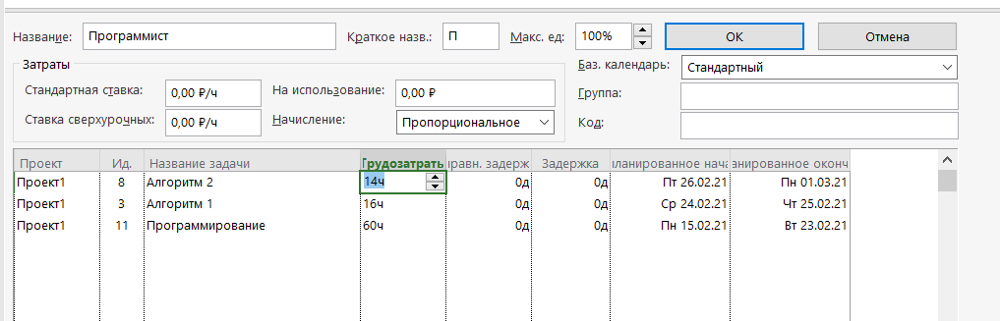 Название: Программист Краткое назв.: П Макс. ед: 100% ОК Отмена
Затраты Баз. календарь: Стандартный
Стандартная ставка: 0,00 ₽/ч На использование: 0,00 ₽ Группа:
Ставка сверхурочных: 0,00 ₽/ч Начисление: Пропорциональное Код:
Проект Ид. Название задачи Трудозатрать равн. задерж Задержка ланированное нача нированное оконч
Проект1 8 Алгоритм 2 14ч 0д 0д Пт 26.02.21 Пн 01.03.21
Проект1 3 Алгоритм 1 16ч 0д 0д Ср 24.02.21 Чт 25.02.21
Проект1 11 Программирование 60ч 0д 0д Пн 15.02.21 Вт 23.02.21